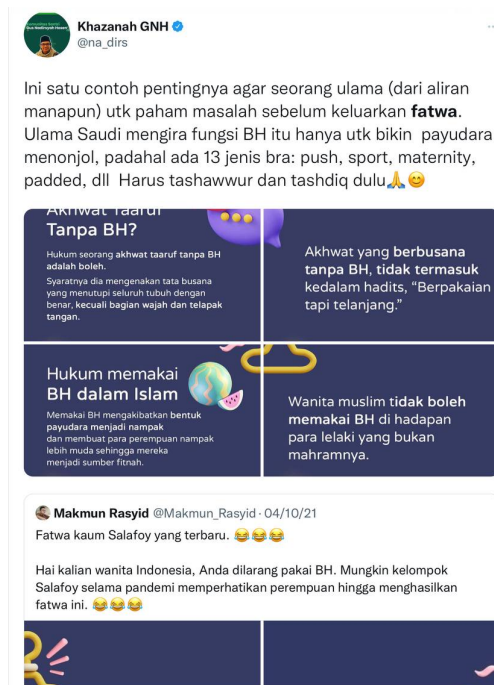 Khazanah GNH
@na_dirs
Ini satu contoh pentingnya agar seorang ulama (dari aliran
manapun) utk paham masalah sebelum keluarkan fatwa.
Ulama Saudi mengira fungsi BH itu hanya utk bikin payudara
menonjol, padahal ada 13 jenis bra: push, sport, maternity,
padded, dll Harus tashawwur dan tashdiq dulu🙏😊
Akhwat Taaruf
Tanpa BH?
Hukum seorang akhwat taaruf tanpa BH
adalah boleh.
Syaratnya dia mengenakan tata busana
yang menutupi seluruh tubuh dengan
benar, kecuali bagian wajah dan telapak
tangan.
Akhwat yang berbusana
tanpa BH, tidak termasuk
kedalam hadits, “Berpakaian
tapi telanjang.”
Hukum memakai
BH dalam Islam
Memakai BH mengakibatkan bentuk
payudara menjadi nampak
dan membuat para perempuan nampak
lebih muda sehingga mereka
menjadi sumber fitnah.
Wanita muslim tidak boleh
memakai BH di hadapan
para lelaki yang bukan
mahramnya.
Makmun Rasyid @Makmun_Rasyid · 04/10/21
Fatwa kaum Salafoy yang terbaru. 😂😂😂
Hai kalian wanita Indonesia, Anda dilarang pakai BH. Mungkin kelompok
Salafoy selama pandemi memperhatikan perempuan hingga menghasilkan
fatwa ini. 😂😂😂